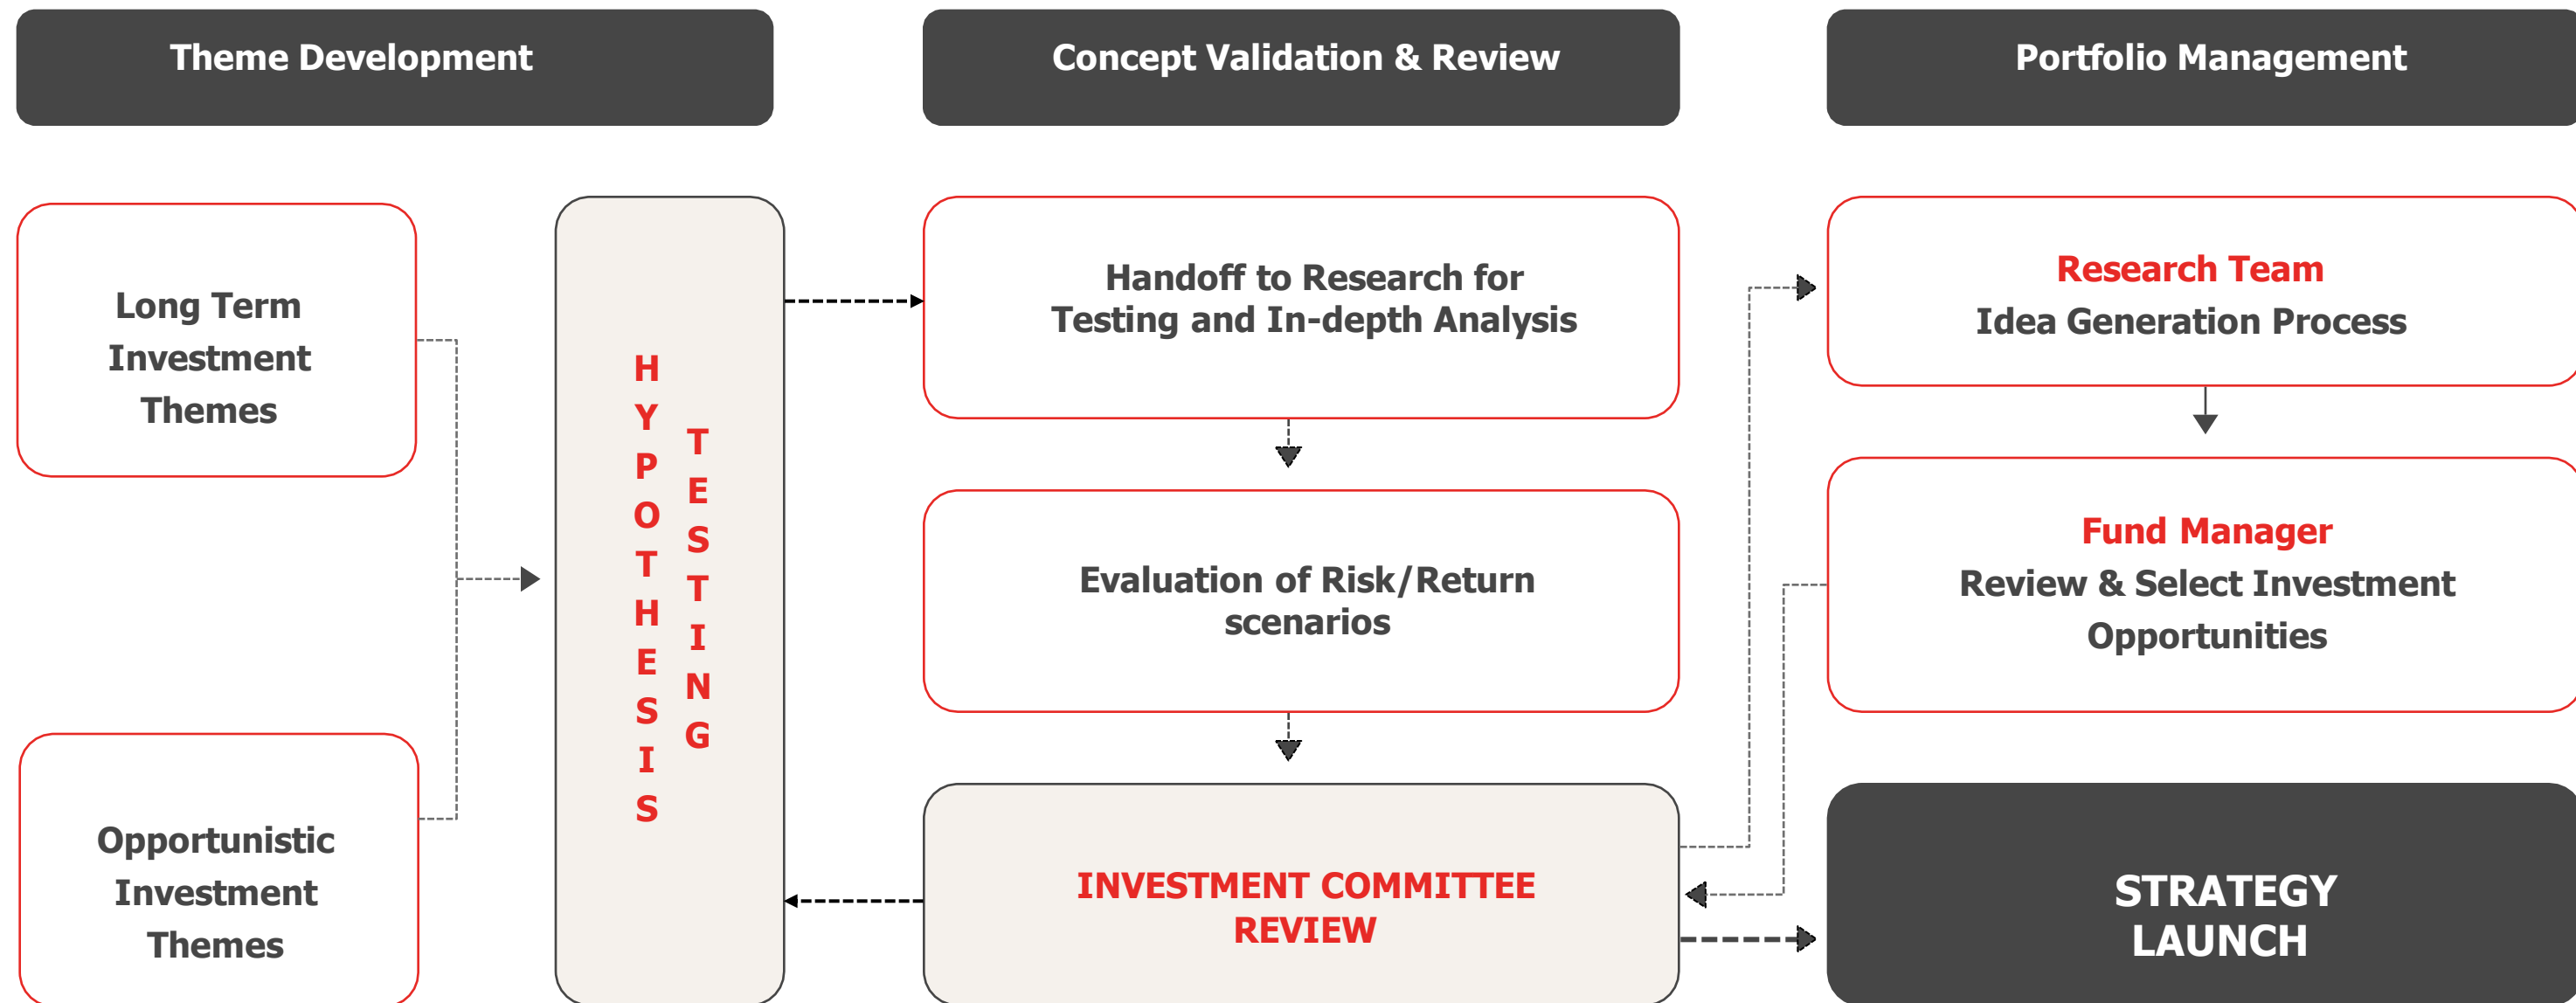 Theme Development
Concept Validation & Review
Portfolio Management
Long Term
Investment
Themes
Opportunistic
Investment
Themes
HYPOTHESIS
TESTING
Handoff to Research for
Testing and In-depth Analysis
Evaluation of Risk/Return
scenarios
INVESTMENT COMMITTEE
REVIEW
Research Team
Idea Generation Process
Fund Manager
Review & Select Investment
Opportunities
STRATEGY
LAUNCH